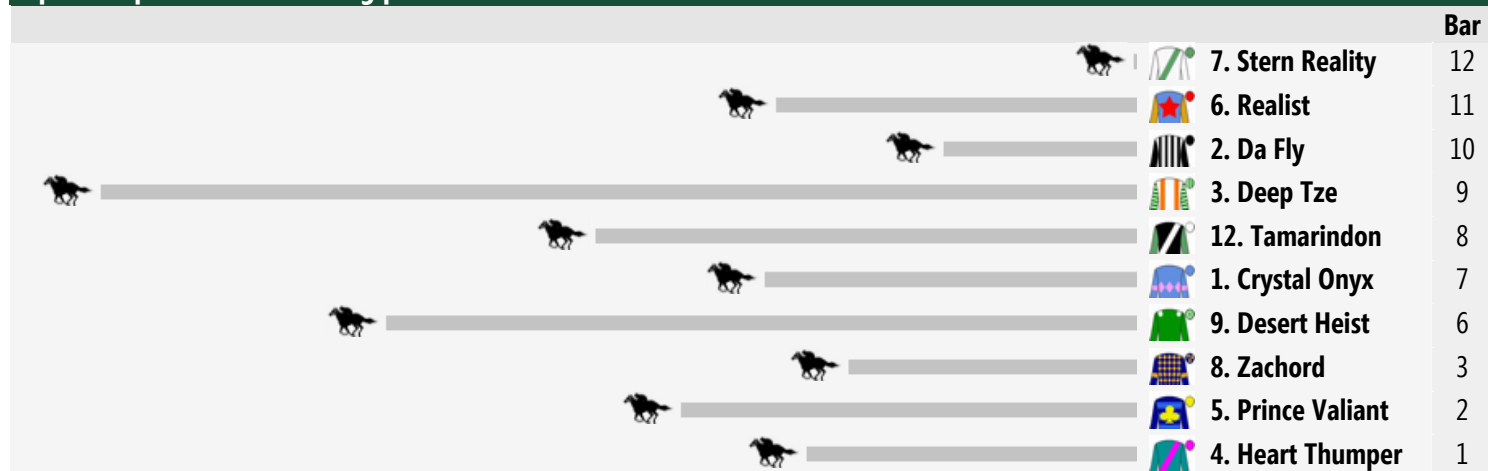 Bar
7. Stern Reality 12
6. Realist 11
2. Da Fly 10
3. Deep Tze 9
12. Tamarindon 8
1. Crystal Onyx 7
9. Desert Heist 6
8. Zachord 3
5. Prince Valiant 2
4. Heart Thumper 1